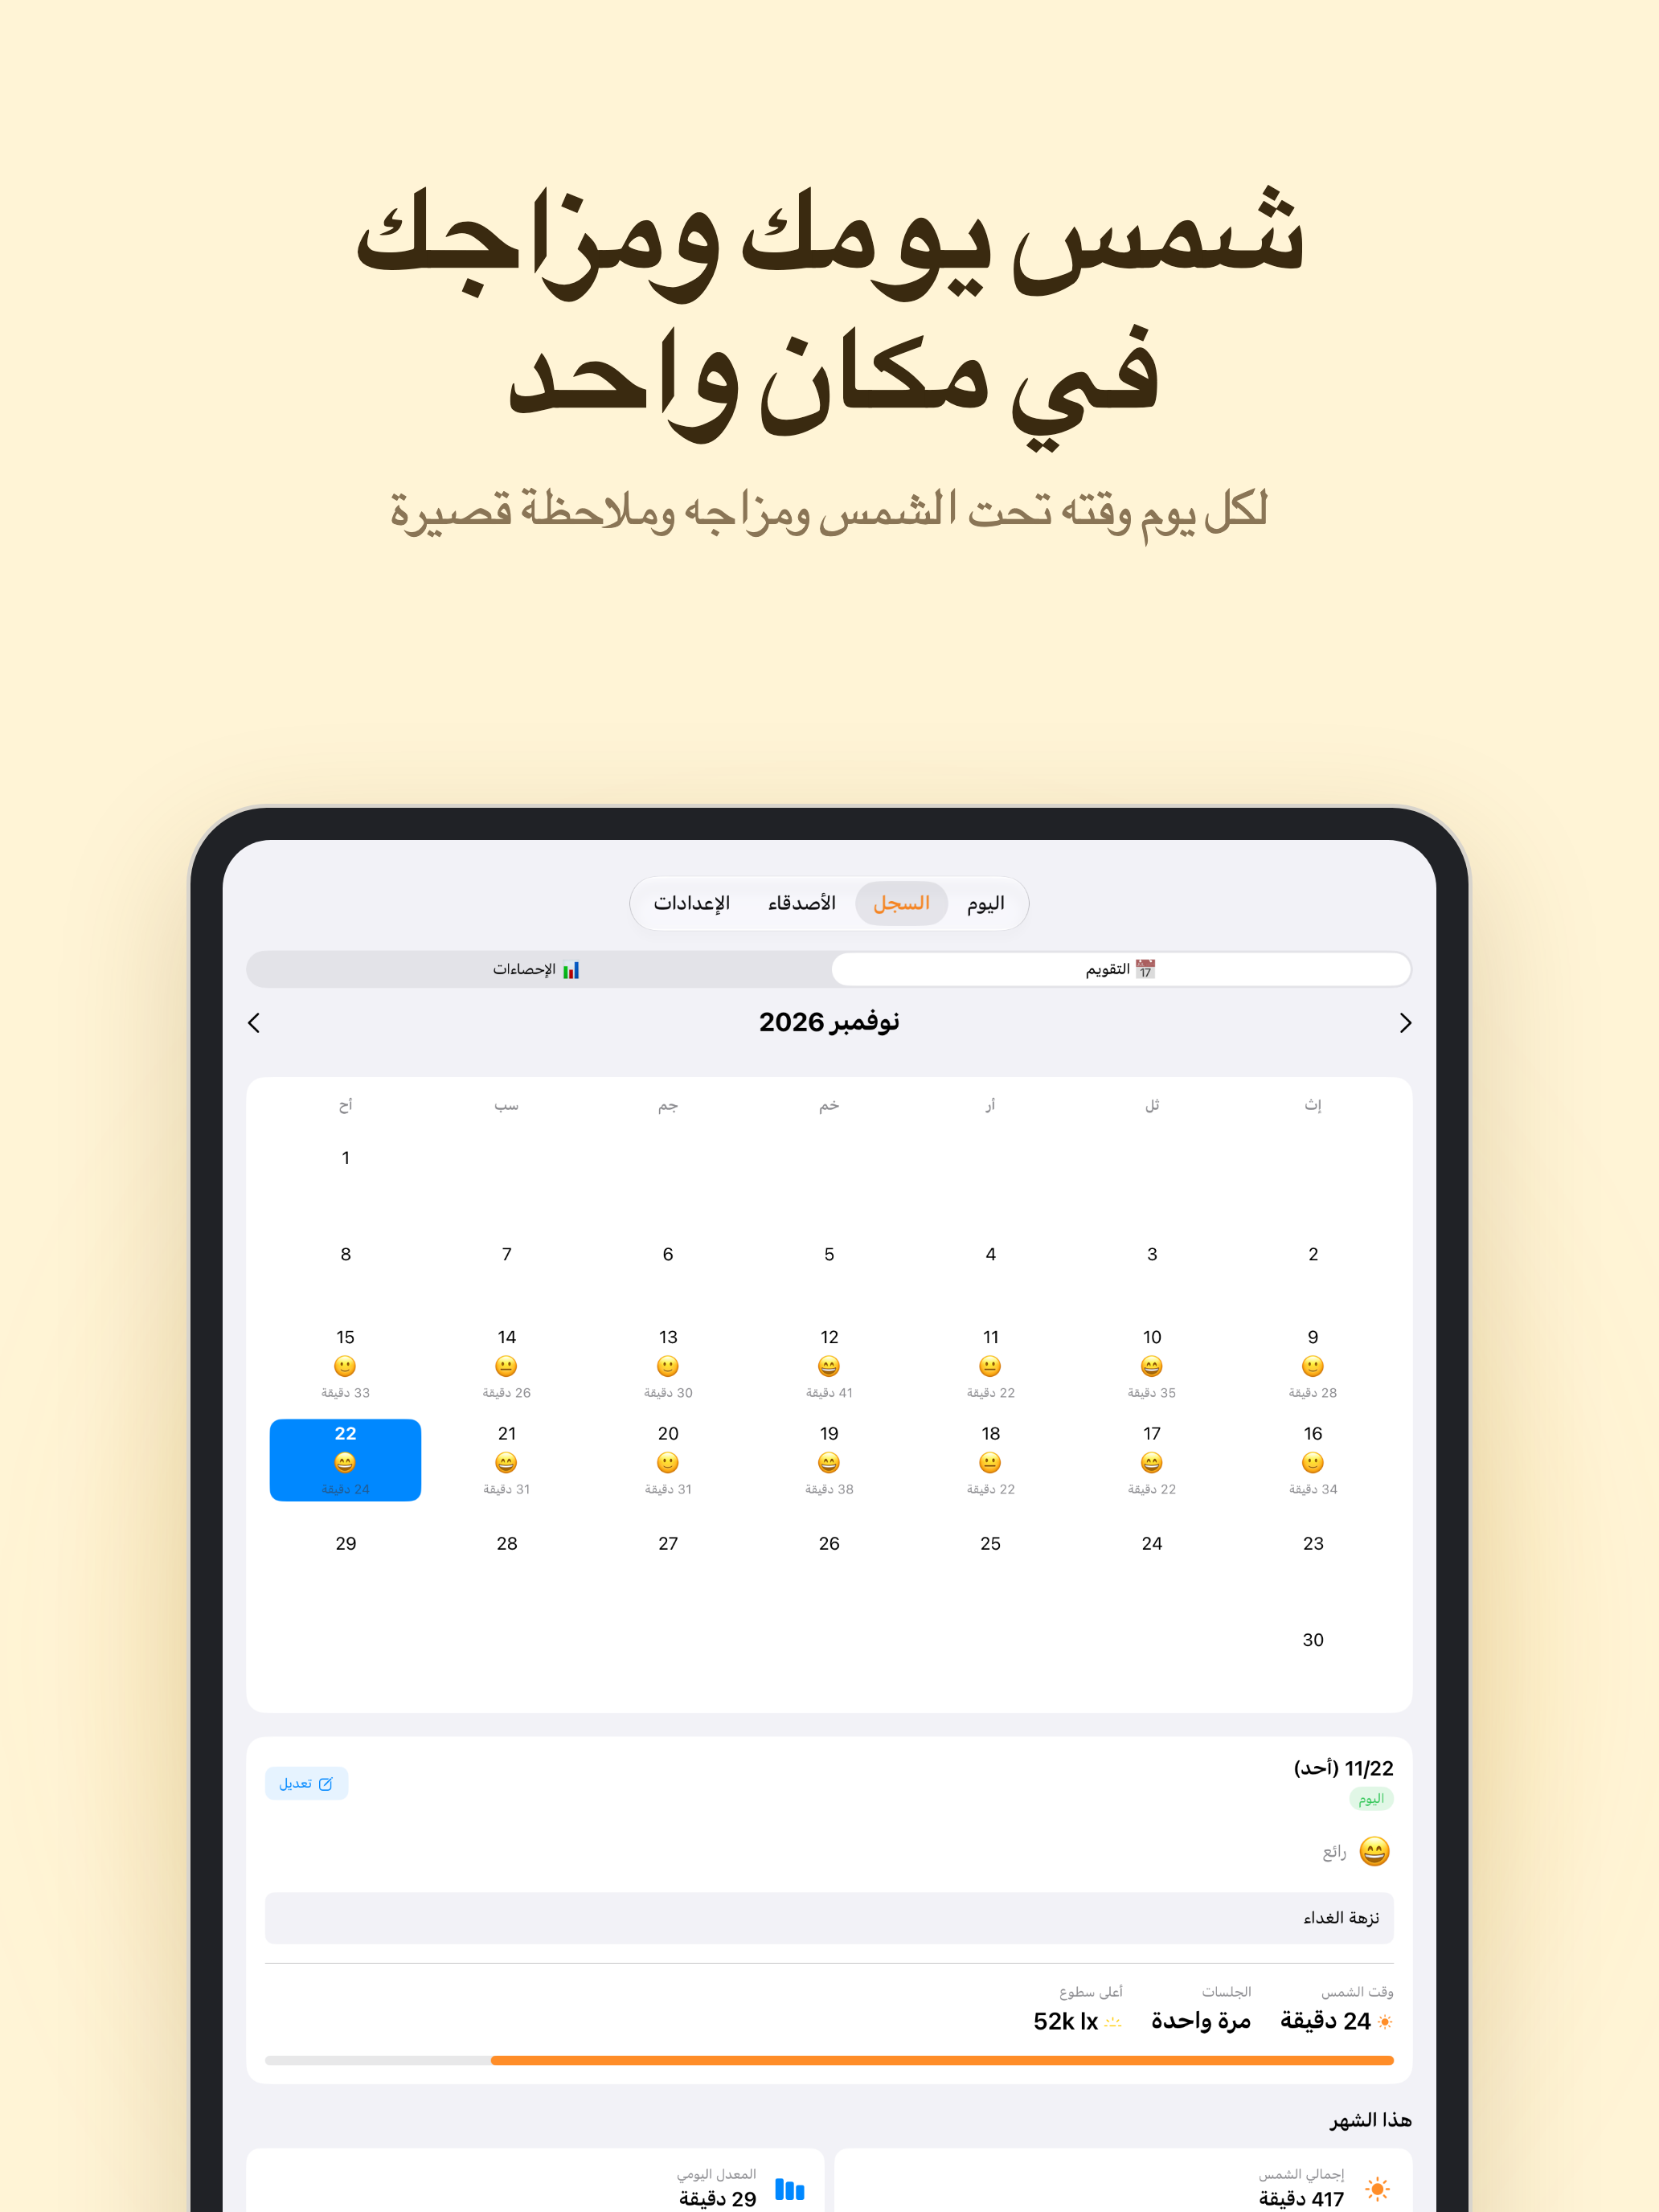 شمس يومك ومزاجك
في مكان واحد
لكل يوم وقته تحت الشمس ومزاجه وملاحظة قصيرة
اليوم السجل الأصدقاء الإعدادات
📅 التقويم 📊 الإحصاءات
نوفمبر 2026
إث ثل أر خم جم سب أح
1
2 3 4 5 6 7 8
9 10 11 12 13 14 15
28 دقيقة 35 دقيقة 22 دقيقة 41 دقيقة 30 دقيقة 26 دقيقة 33 دقيقة
16 17 18 19 20 21 22
34 دقيقة 22 دقيقة 22 دقيقة 38 دقيقة 31 دقيقة 31 دقيقة 24 دقيقة
23 24 25 26 27 28 29
30
11/22 (أحد)
تعديل
اليوم
رائع
نزهة الغداء
وقت الشمس الجلسات أعلى سطوع
24 دقيقة مرة واحدة 52k lx
هذا الشهر
إجمالي الشمس المعدل اليومي
417 دقيقة 29 دقيقة